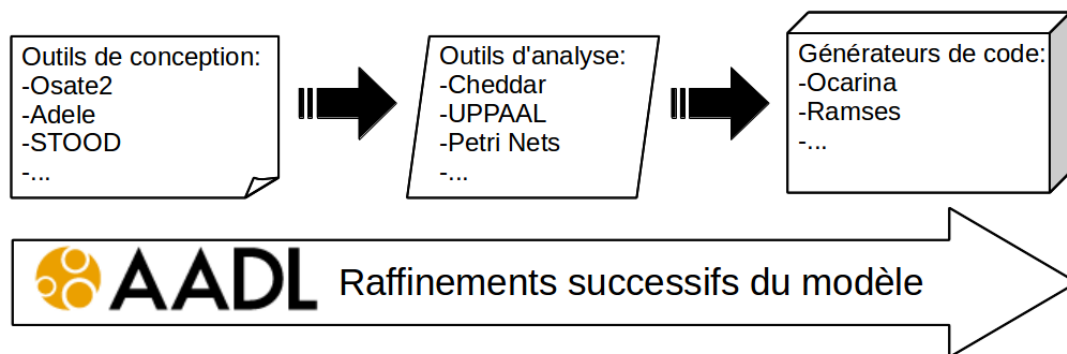 Outils de conception:
-Osate2
-Adele
-STOOD
-...
Outils d'analyse:
-Cheddar
-UPPAAL
-Petri Nets
-...
Générateurs de code:
-Ocarina
-Ramses
-...
AADL Raffinements successifs du modèle